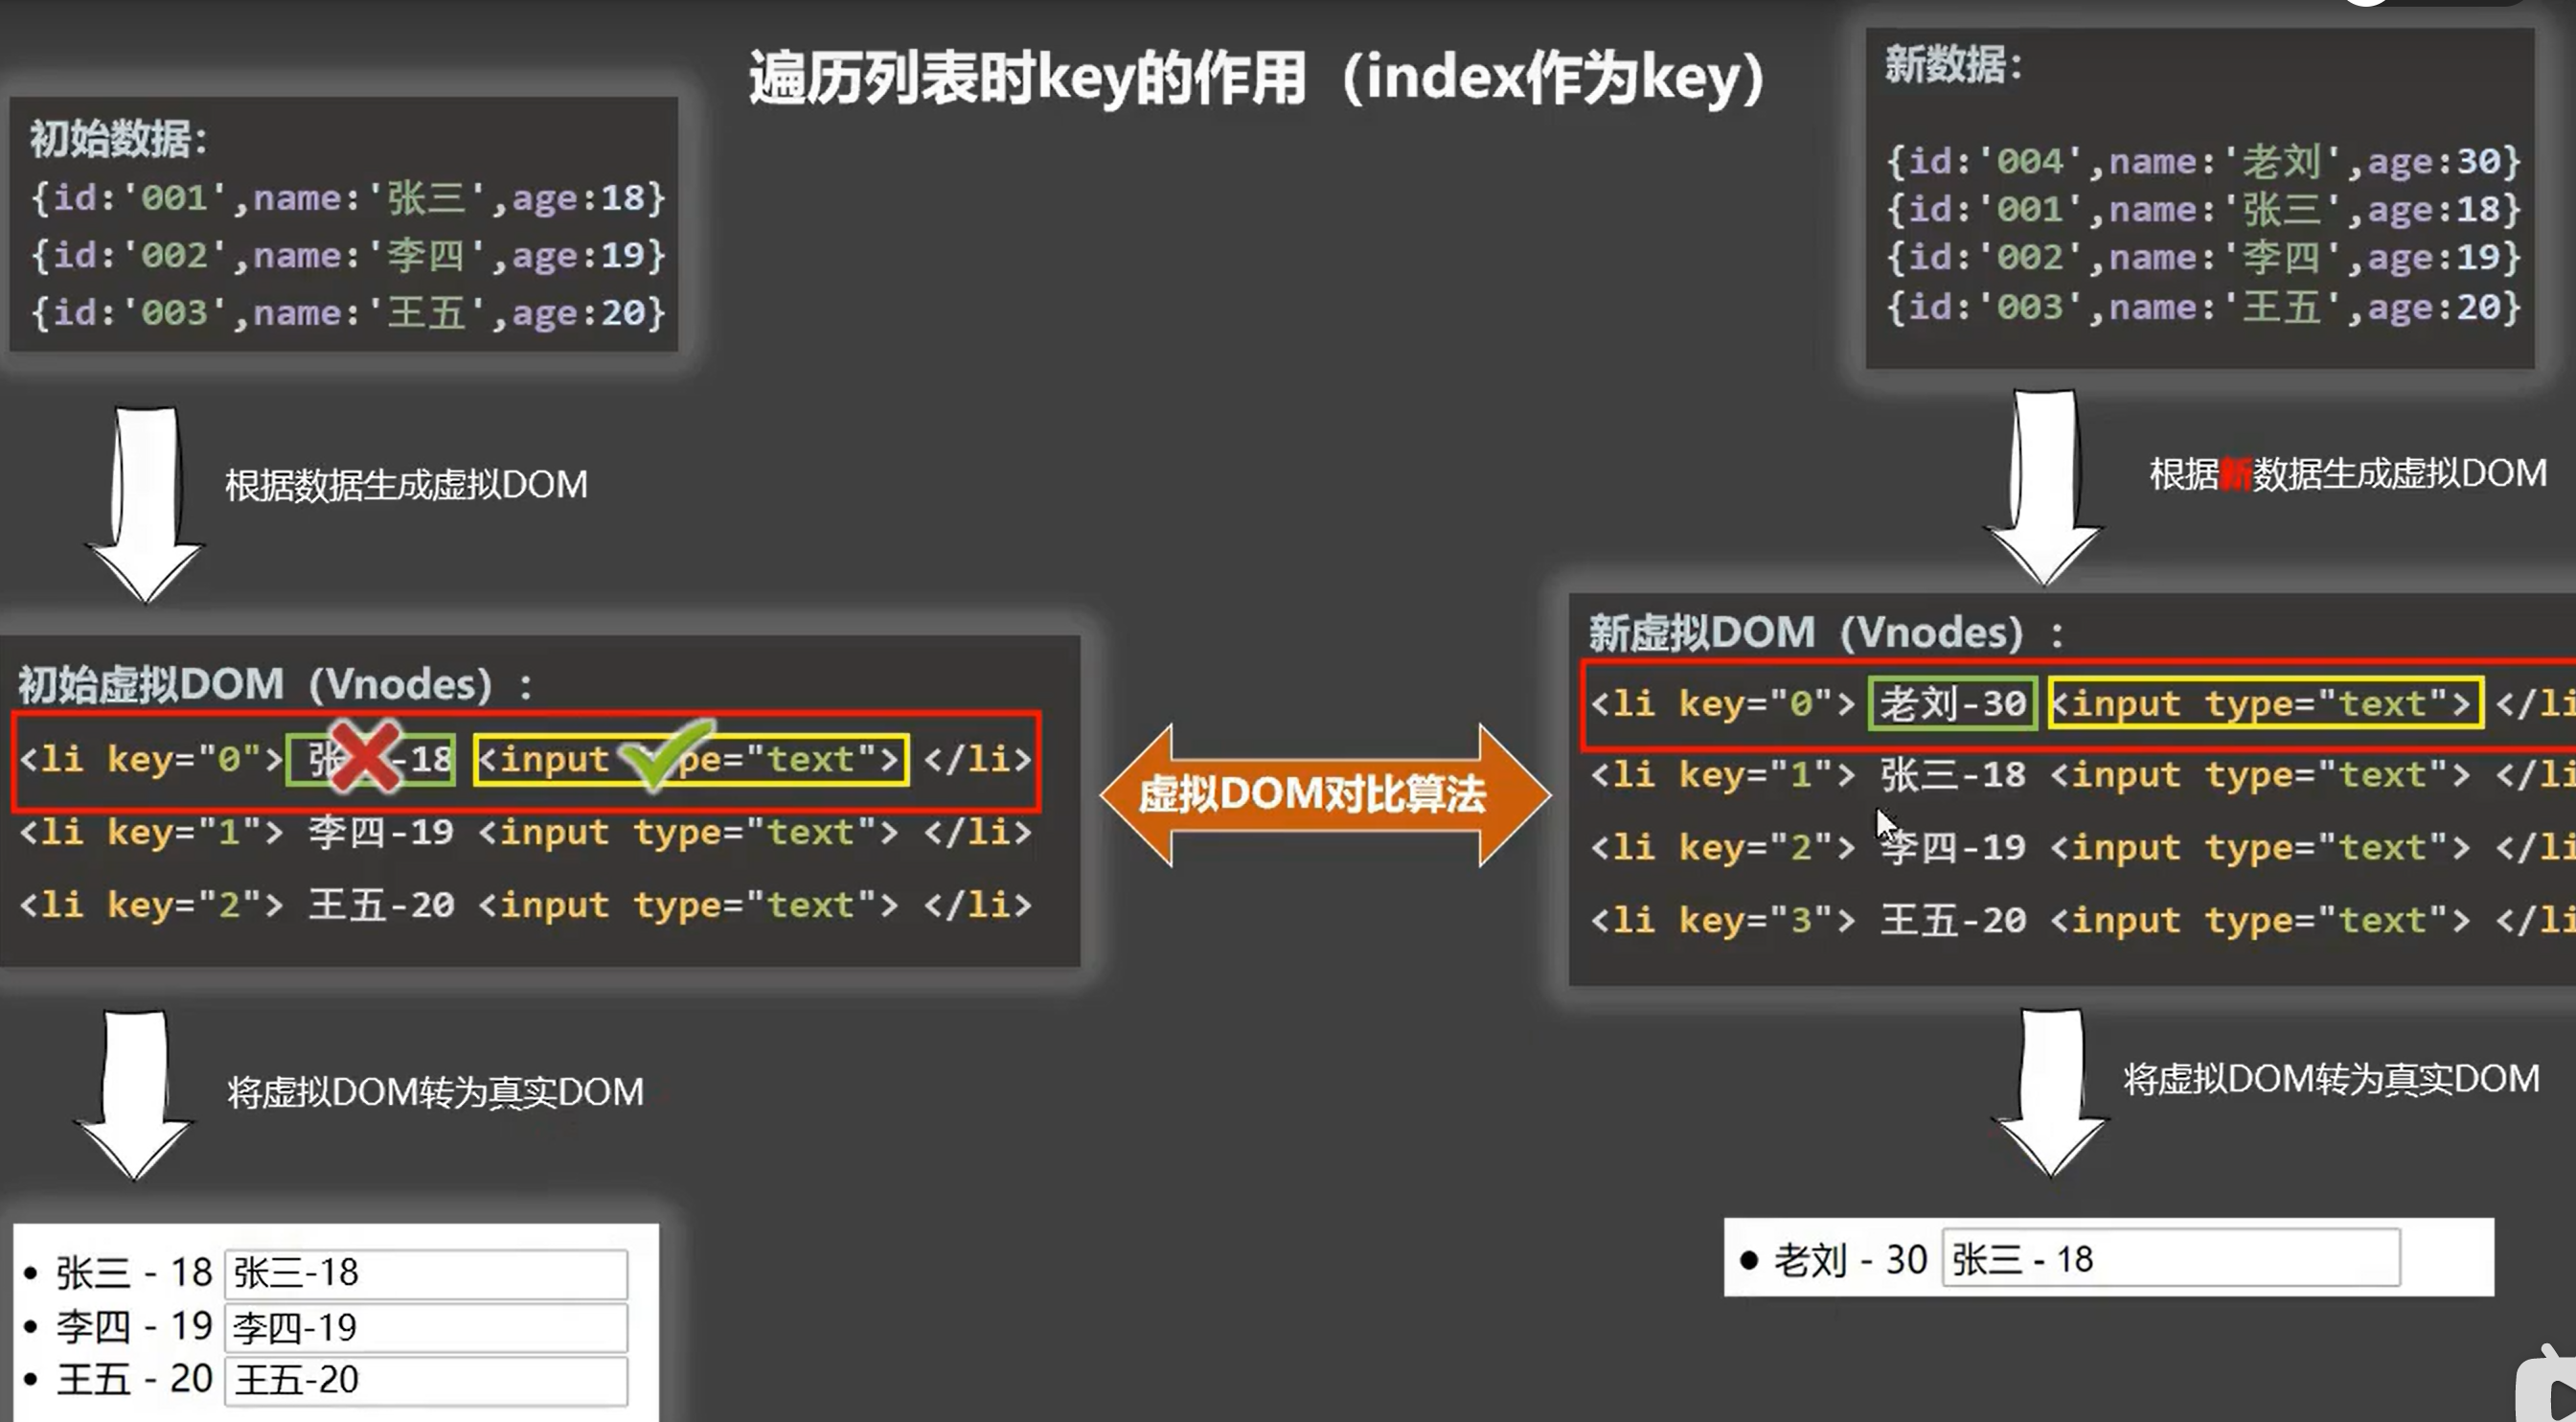 遍历列表时key的作用（index作为key）
初始数据：
{id:'001',name:'张三',age:18}
{id:'002',name:'李四',age:19}
{id:'003',name:'王五',age:20}
根据数据生成虚拟DOM
初始虚拟DOM（Vnodes）：
<li key="0"> 张-18 <input pe="text"> </li>
<li key="1"> 李四-19 <input type="text"> </li>
<li key="2"> 王五-20 <input type="text"> </li>
将虚拟DOM转为真实DOM
张三 - 18 张三-18
李四 - 19 李四-19
王五 - 20 王五-20
虚拟DOM对比算法
新数据：
{id:'004',name:'老刘',age:30}
{id:'001',name:'张三',age:18}
{id:'002',name:'李四',age:19}
{id:'003',name:'王五',age:20}
根据新数据生成虚拟DOM
新虚拟DOM（Vnodes）：
<li key="0"> 老刘-30 <input type="text"> </li
<li key="1"> 张三-18 <input type="text"> </li
<li key="2"> 李四-19 <input type="text"> </li
<li key="3"> 王五-20 <input type="text"> </li
将虚拟DOM转为真实DOM
老刘 - 30 张三 - 18